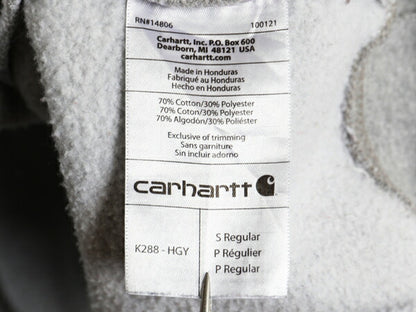 RN#14806 100121
Carhartt, Inc. P.O. Box 600
Dearborn, MI 48121 USA
carhartt.com
Made in Honduras
Fabriqué au Honduras
Hecho en Honduras
70% Cotton/30% Polyester
70% Coton/30% Polyester
70% Algodón/30% Poliéster
Exclusive of trimming
Sans garniture
Sin incluir adorno
carhartt
K288 - HGY
S Regular
P Régulier
P Regular